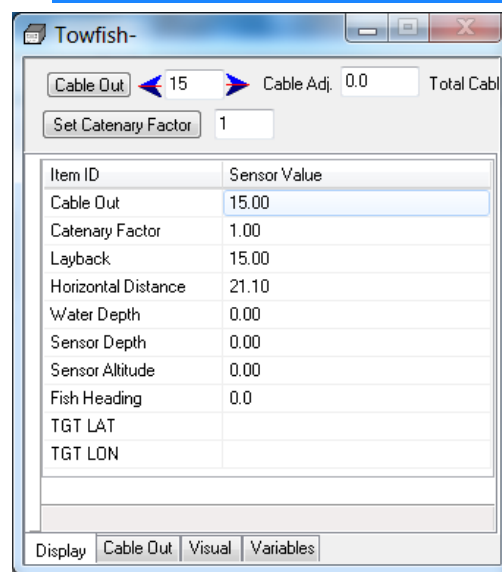 Towfish-
Cable Out 15 Cable Adj. 0.0 Total Cabl
Set Catenary Factor 1
Item ID Sensor Value
Cable Out 15.00
Catenary Factor 1.00
Layback 15.00
Horizontal Distance 21.10
Water Depth 0.00
Sensor Depth 0.00
Sensor Altitude 0.00
Fish Heading 0.0
TGT LAT
TGT LON
Display Cable Out Visual Variables